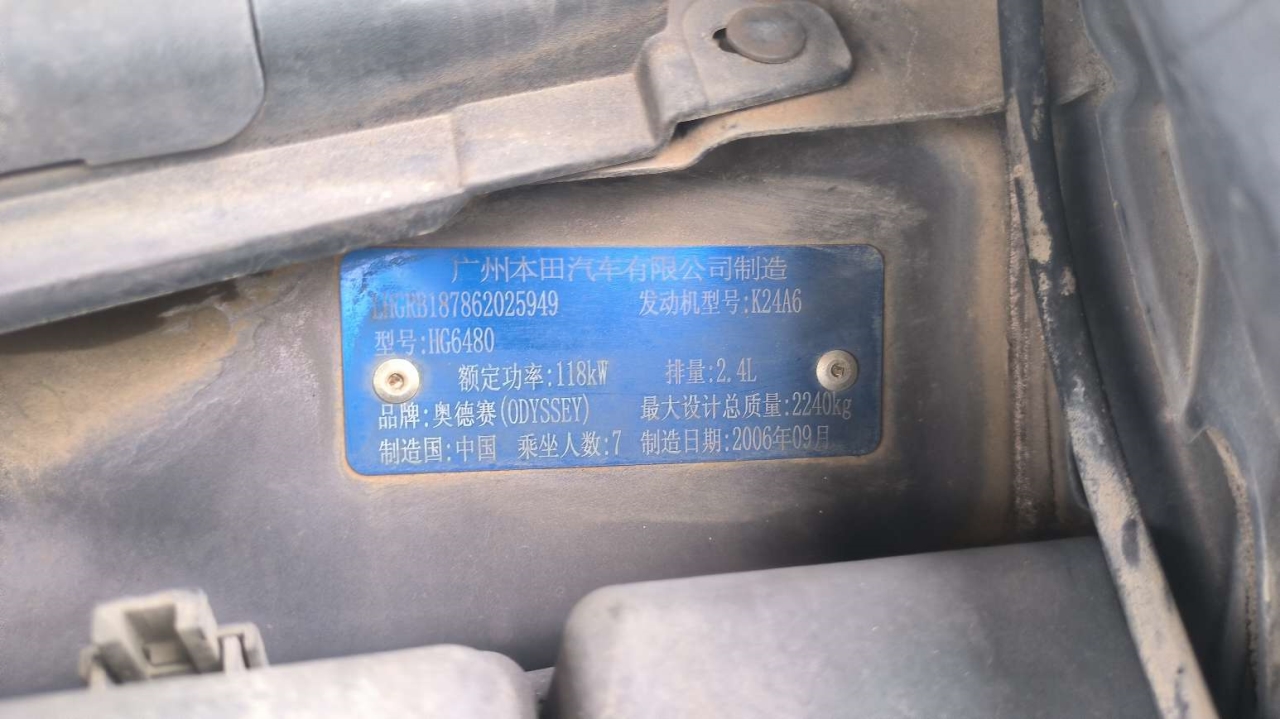 广州本田汽车有限公司制造
LHGRB187862025949 发动机型号:K24A6
型号:HG6480
额定功率:118kW 排量:2.4L
品牌:奥德赛(ODYSSEY) 最大设计总质量:2240kg
制造国:中国 乘坐人数:7 制造日期:2006年09月